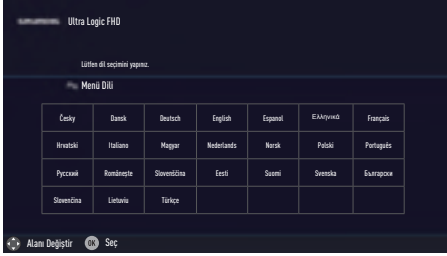 Ultra Logic FHD
Lütfen dil seçimini yapınız.
Menü Dili
Česky Dansk Deutsch English Espanol Ελληνικά Français
Hrvatski Italiano Magyar Nederlands Norsk Polski Português
Русский Românește Slovenščina Eesti Suomi Svenska Български
Slovenčina Lietuviu Türkçe
Alanı Değiştir OK Seç